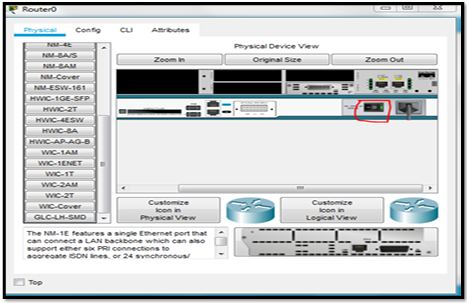 Router0
Physical
Config
CLI
Attributes
NM-4E
NM-8A/S
NM-8AM
NM-Cover
NM-ESW-161
HWIC-1GE-SFP
HWIC-2T
HWIC-4ESW
HWIC-8A
HWIC-AP-AG-B
WIC-1AM
WIC-1ENET
WIC-1T
WIC-2AM
WIC-2T
WIC-Cover
GLC-LH-SMD
Physical Device View
Zoom In
Original Size
Zoom Out
Customize
Icon in
Physical View
Customize
Icon in
Logical View
The NM-1E features a single Ethernet port that
can connect a LAN backbone which can also
support either six PRI connections to
aggregate ISDN lines, or 24 synchronous/
Top